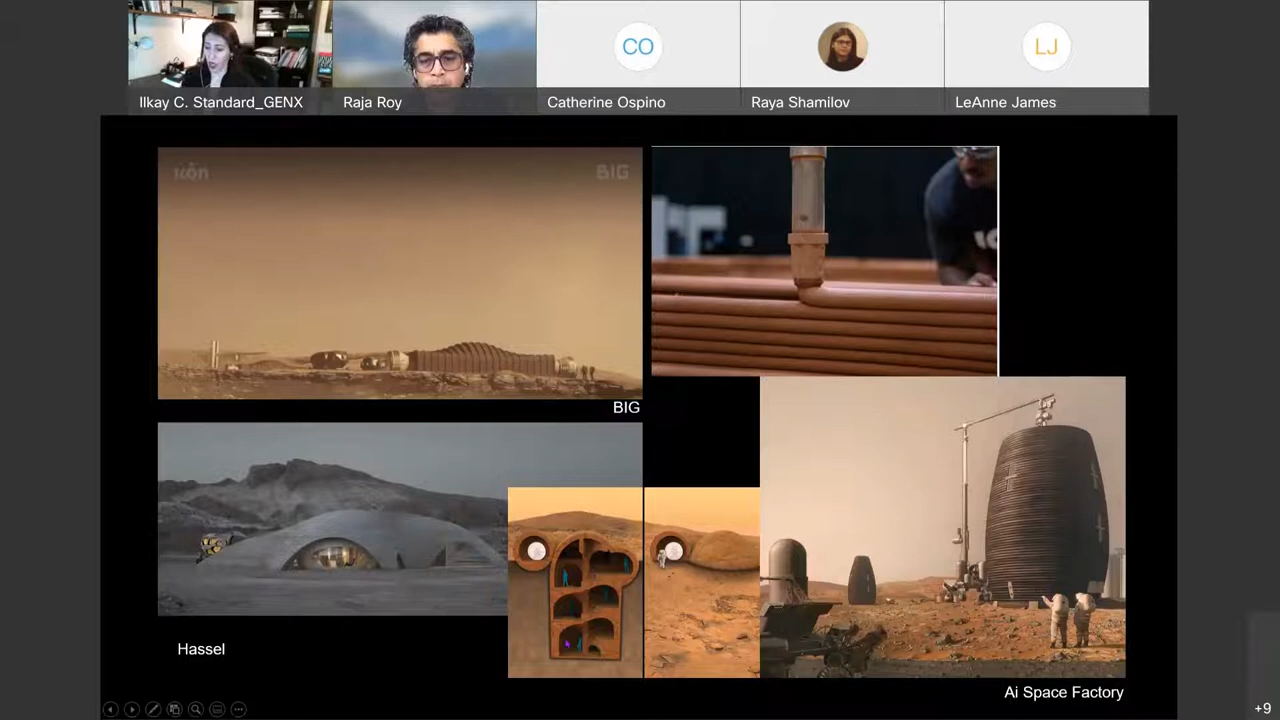 CO
LJ
Ilkay C. Standard_GENX
Raja Roy
Catherine Ospino
Raya Shamilov
LeAnne James
BIG
BIG
Hassel
Ai Space Factory
+9